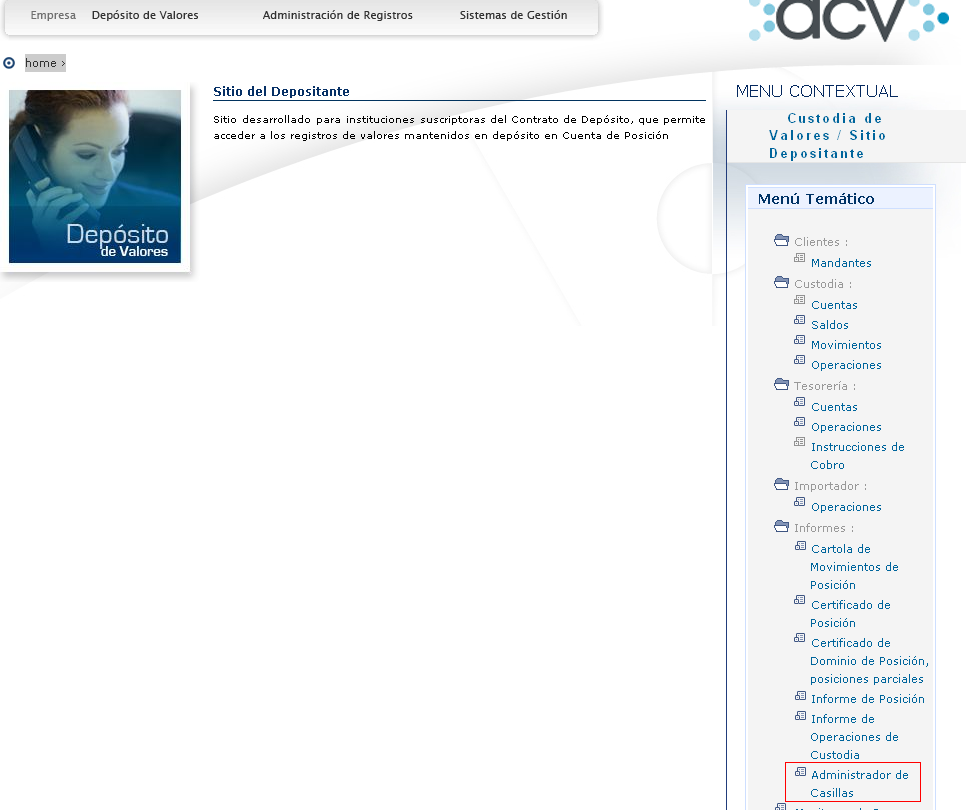 Empresa Depósito de Valores Administración de Registros Sistemas de Gestión
acv
home ›
Depósito
de Valores
Sitio del Depositante
Sitio desarrollado para instituciones suscriptoras del Contrato de Depósito, que permite
acceder a los registros de valores mantenidos en depósito en Cuenta de Posición
MENU CONTEXTUAL
Custodia de
Valores / Sitio
Depositante
Menú Temático
Clientes :
Mandantes
Custodia :
Cuentas
Saldos
Movimientos
Operaciones
Tesorería :
Cuentas
Operaciones
Instrucciones de
Cobro
Importador :
Operaciones
Informes :
Cartola de
Movimientos de
Posición
Certificado de
Posición
Certificado de
Dominio de Posición,
posiciones parciales
Informe de Posición
Informe de
Operaciones de
Custodia
Administrador de
Casillas